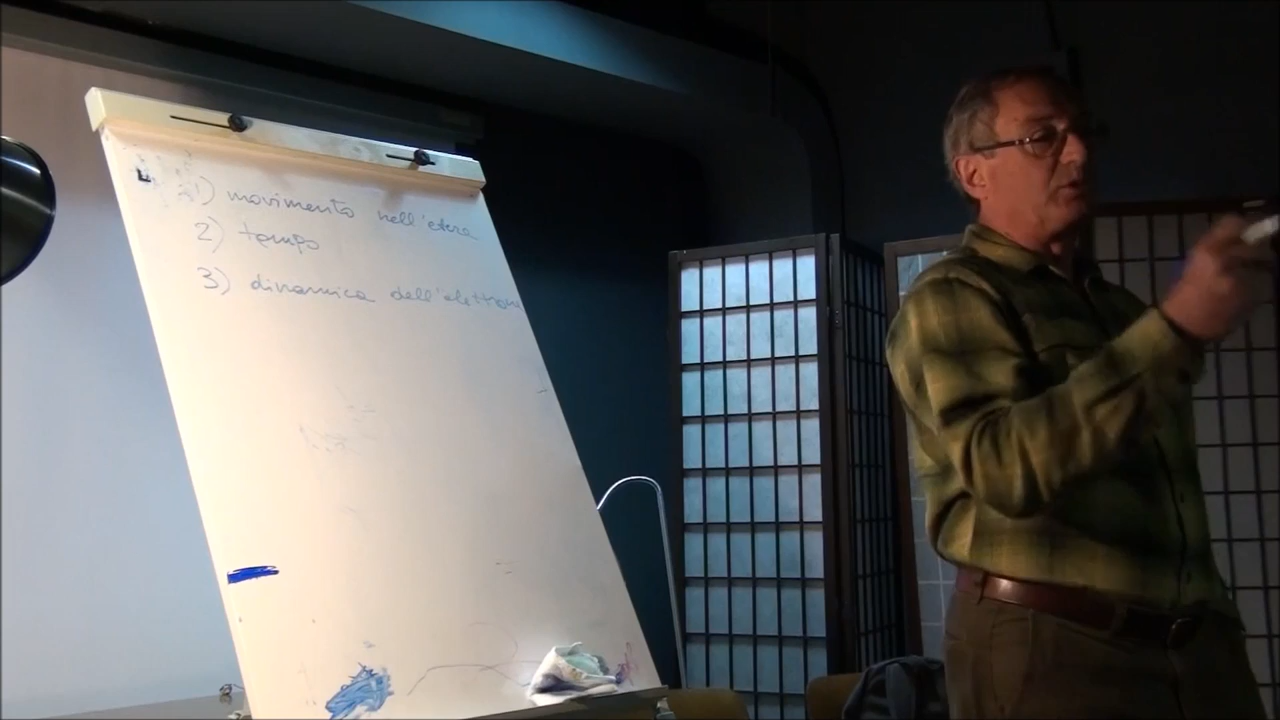 1) movimento nell'etere
2) tempo
3) dinamica dell'elettrone